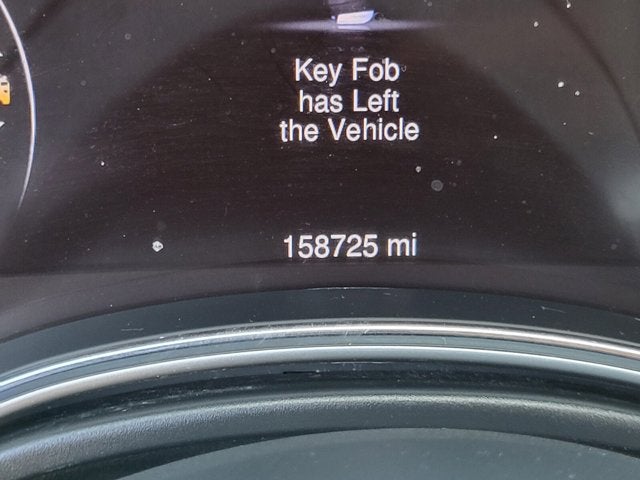 Key Fob
has Left
the Vehicle
158725 mi